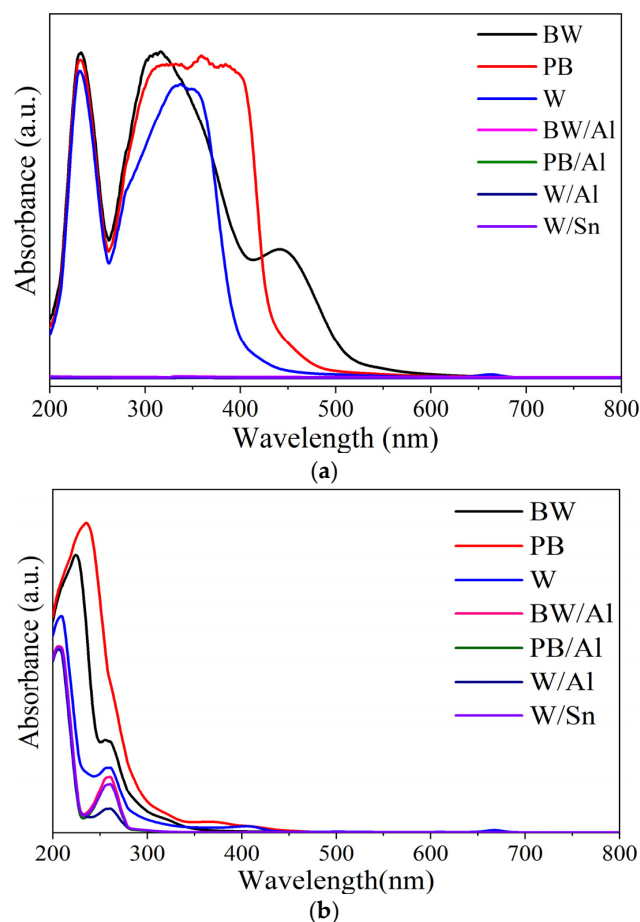 BW
PB
W
BW/Al
PB/Al
W/Al
W/Sn
Absorbance (a.u.)
200 300 400 500 600 700 800
Wavelength (nm)
(a)
BW
PB
W
BW/Al
PB/Al
W/Al
W/Sn
Absorbance (a.u.)
200 300 400 500 600 700 800
Wavelength(nm)
(b)